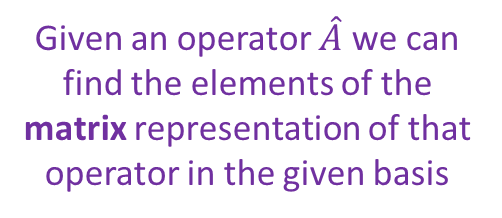 Given an operator Â we can
find the elements of the
matrix representation of that
operator in the given basis